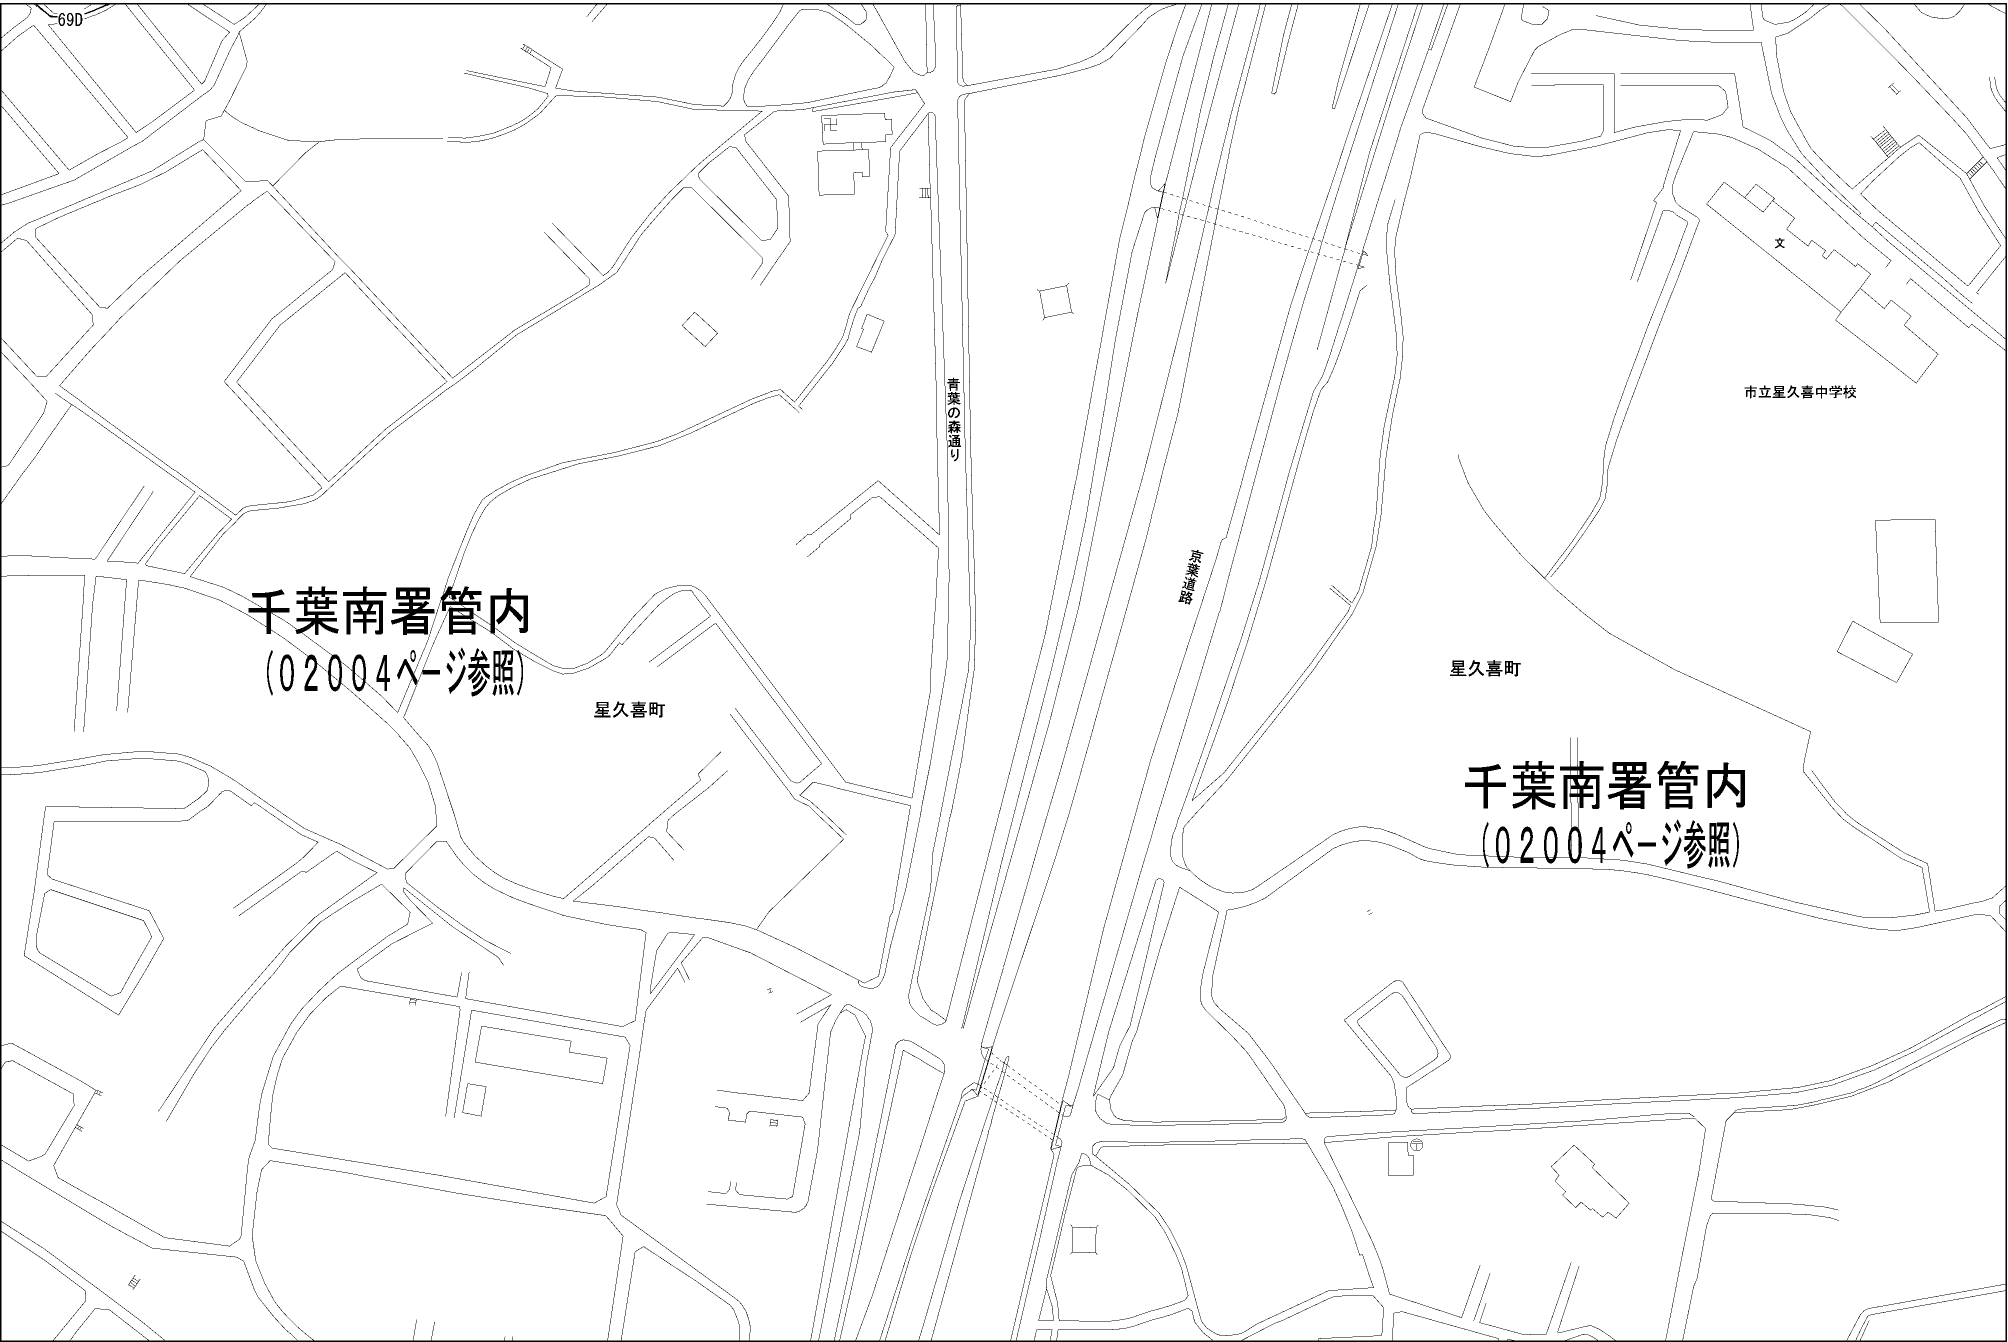 69D
文
市立星久喜中学校
青葉の森通り
京葉道路
千葉南署管内
(02004ページ参照)
星久喜町
星久喜町
千葉南署管内
(02004ページ参照)